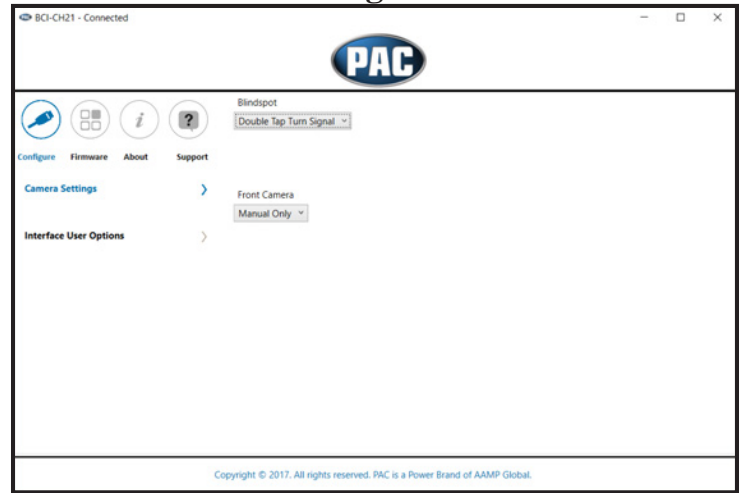 BCI-CH21 - Connected
PAC
Configure Firmware About Support
Camera Settings
Interface User Options
Blindspot
Double Tap Turn Signal
Front Camera
Manual Only
Copyright © 2017. All rights reserved. PAC is a Power Brand of AAMP Global.